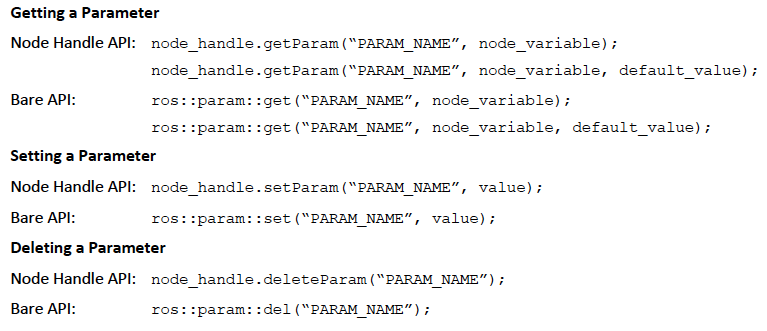 Getting a Parameter
Node Handle API: node_handle.getParam(“PARAM_NAME”, node_variable);
node_handle.getParam(“PARAM_NAME”, node_variable, default_value);
Bare API: ros::param::get(“PARAM_NAME”, node_variable);
ros::param::get(“PARAM_NAME”, node_variable, default_value);
Setting a Parameter
Node Handle API: node_handle.setParam(“PARAM_NAME”, value);
Bare API: ros::param::set(“PARAM_NAME”, value);
Deleting a Parameter
Node Handle API: node_handle.deleteParam(“PARAM_NAME”);
Bare API: ros::param::del(“PARAM_NAME”);